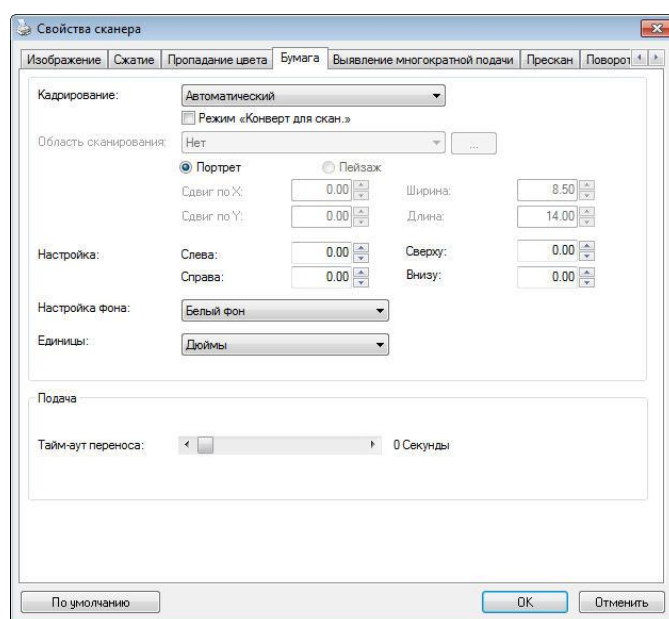 Свойства сканера
Изображение Сжатие Пропадание цвета Бумага Выявление многократной подачи Прескан Поворот
Кадрирование: Автоматический
Режим «Конверт для скан.»
Область сканирования: Нет ...
Портрет Пейзаж
Сдвиг по X: 0.00 Ширина: 8.50
Сдвиг по Y: 0.00 Длина: 14.00
Настройка: Слева: 0.00 Сверху: 0.00
Справа: 0.00 Внизу: 0.00
Настройка фона: Белый фон
Единицы: Дюймы
Подача
Тайм-аут переноса: 0 Секунды
По умолчанию OK Отменить